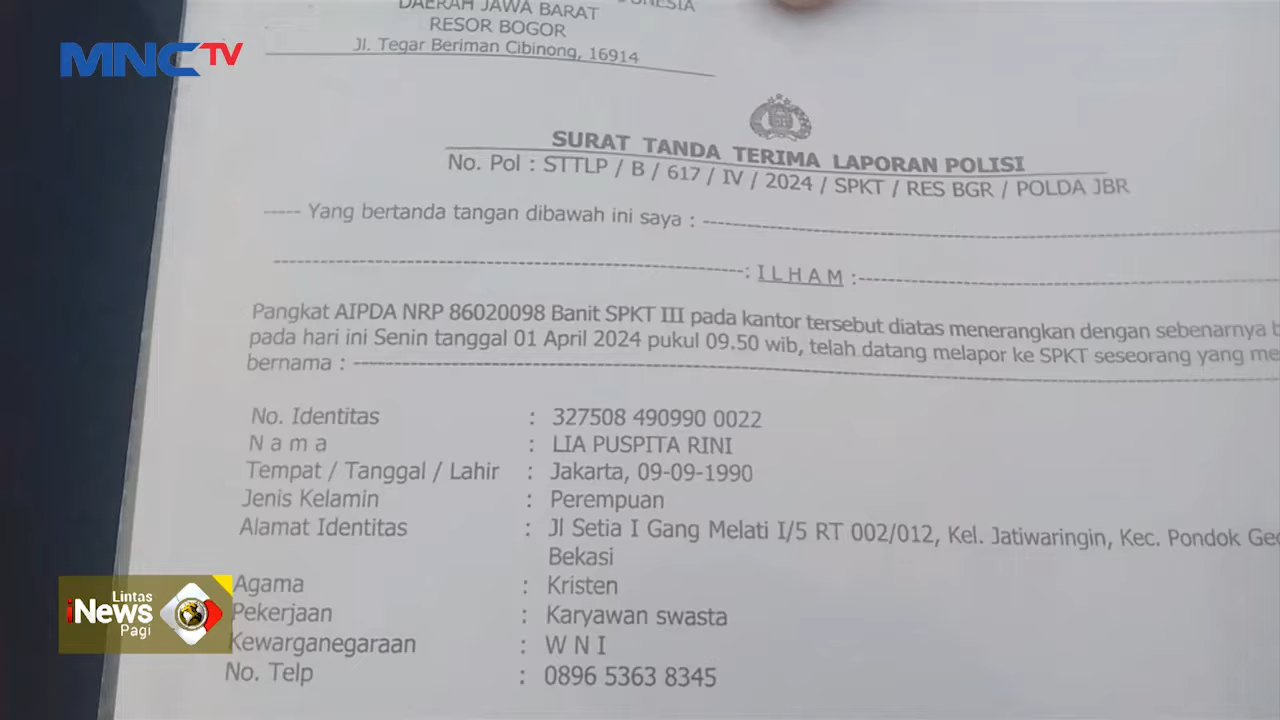 DAERAH JAWA BARAT
RESOR BOGOR
Jl. Tegar Beriman Cibinong, 16914
MNCTV
SURAT TANDA TERIMA LAPORAN POLISI
No. Pol : STTLP / B / 617 / IV / 2024 / SPKT / RES BGR / POLDA JBR
----- Yang bertanda tangan dibawah ini saya : -----
-----: I L H A M :-----
Pangkat AIPDA NRP 86020098 Banit SPKT III pada kantor tersebut diatas menerangkan dengan sebenarnya
pada hari ini Senin tanggal 01 April 2024 pukul 09.50 wib, telah datang melapor ke SPKT seseorang yang
bernama : -----
No. Identitas : 327508 490990 0022
N a m a : LIA PUSPITA RINI
Tempat / Tanggal / Lahir : Jakarta, 09-09-1990
Jenis Kelamin : Perempuan
Alamat Identitas : Jl Setia I Gang Melati I/5 RT 002/012, Kel. Jatiwaringin, Kec. Pondok
Bekasi
Agama : Kristen
Pekerjaan : Karyawan swasta
Kewarganegaraan : W N I
No. Telp : 0896 5363 8345
Lintas
iNews
Pagi